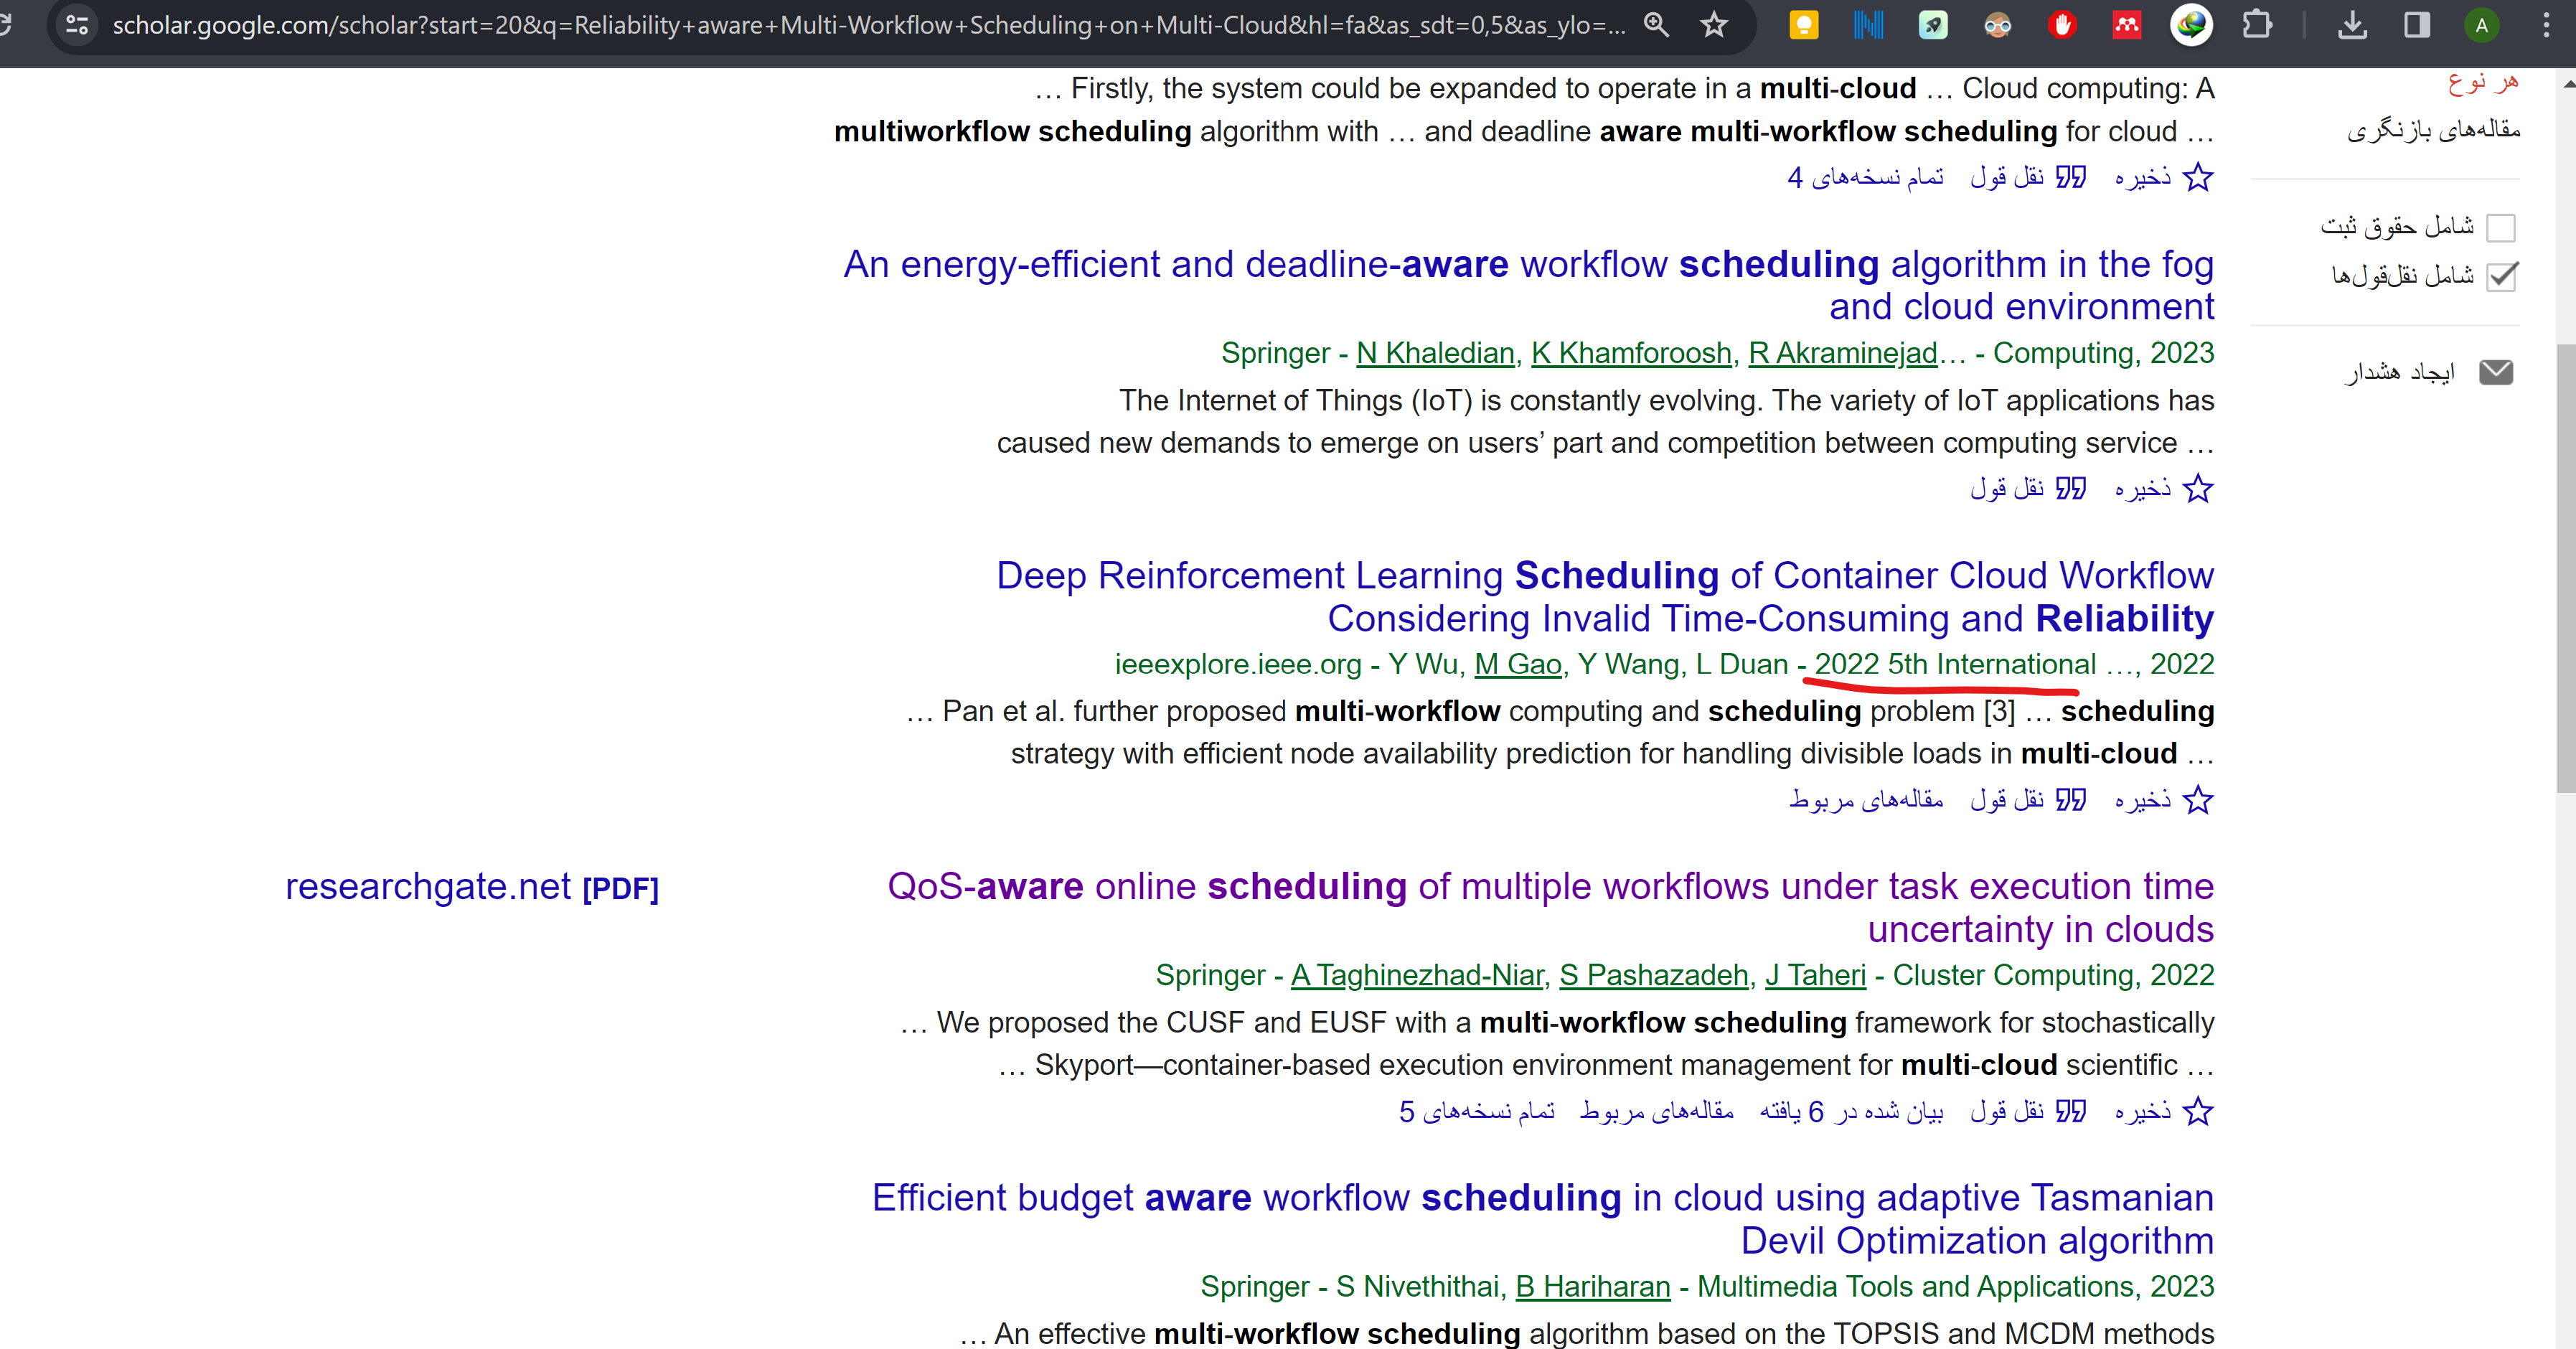 scholar.google.com/scholar?start=20&q=Reliability+aware+Multi-Workflow+Scheduling+on+Multi-Cloud&hl=fa&as_sdt=0,5&as_ylo=...
A
… Firstly, the system could be expanded to operate in a multi-cloud … Cloud computing: A
multiworkflow scheduling algorithm with … and deadline aware multi-workflow scheduling for cloud …
ذخیره نقل قول تمام نسخه‌های 4
An energy-efficient and deadline-aware workflow scheduling algorithm in the fog
and cloud environment
Springer - N Khaledian, K Khamforoosh, R Akraminejad… - Computing, 2023
The Internet of Things (IoT) is constantly evolving. The variety of IoT applications has
caused new demands to emerge on users’ part and competition between computing service …
ذخیره نقل قول
Deep Reinforcement Learning Scheduling of Container Cloud Workflow
Considering Invalid Time-Consuming and Reliability
ieeexplore.ieee.org - Y Wu, M Gao, Y Wang, L Duan - 2022 5th International …, 2022
… Pan et al. further proposed multi-workflow computing and scheduling problem [3] … scheduling
strategy with efficient node availability prediction for handling divisible loads in multi-cloud …
ذخیره نقل قول مقاله‌های مربوط
researchgate.net [PDF]
QoS-aware online scheduling of multiple workflows under task execution time
uncertainty in clouds
Springer - A Taghinezhad-Niar, S Pashazadeh, J Taheri - Cluster Computing, 2022
… We proposed the CUSF and EUSF with a multi-workflow scheduling framework for stochastically
… Skyport—container-based execution environment management for multi-cloud scientific …
ذخیره نقل قول بیان شده در 6 یافته مقاله‌های مربوط تمام نسخه‌های 5
Efficient budget aware workflow scheduling in cloud using adaptive Tasmanian
Devil Optimization algorithm
Springer - S Nivethithai, B Hariharan - Multimedia Tools and Applications, 2023
… An effective multi-workflow scheduling algorithm based on the TOPSIS and MCDM methods
هر نوع
مقاله‌های بازنگری
شامل حقوق ثبت
شامل نقل‌قول‌ها
ایجاد هشدار